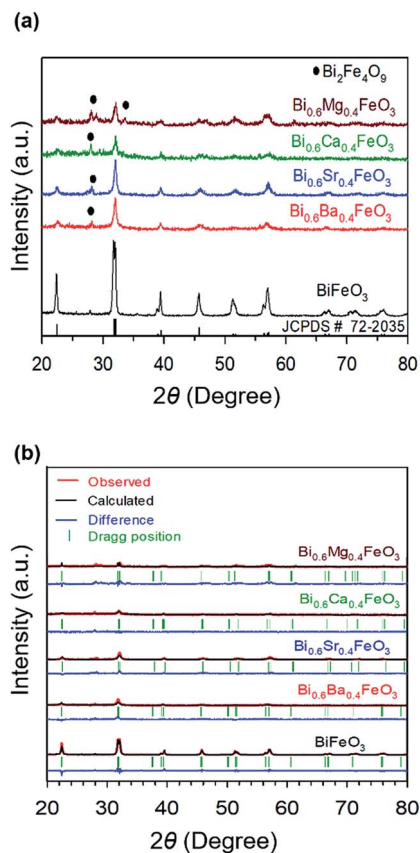 (a)
Bi₂Fe₄O₉
Bi₀.₆Mg₀.₄FeO₃
Bi₀.₆Ca₀.₄FeO₃
Bi₀.₆Sr₀.₄FeO₃
Bi₀.₆Ba₀.₄FeO₃
BiFeO₃
JCPDS # 72-2035
Intensity (a.u.)
20 30 40 50 60 70 80
2θ (Degree)
(b)
Observed
Calculated
Difference
Dragg position
Bi₀.₆Mg₀.₄FeO₃
Bi₀.₆Ca₀.₄FeO₃
Bi₀.₆Sr₀.₄FeO₃
Bi₀.₆Ba₀.₄FeO₃
BiFeO₃
Intensity (a.u.)
20 30 40 50 60 70 80
2θ (Degree)